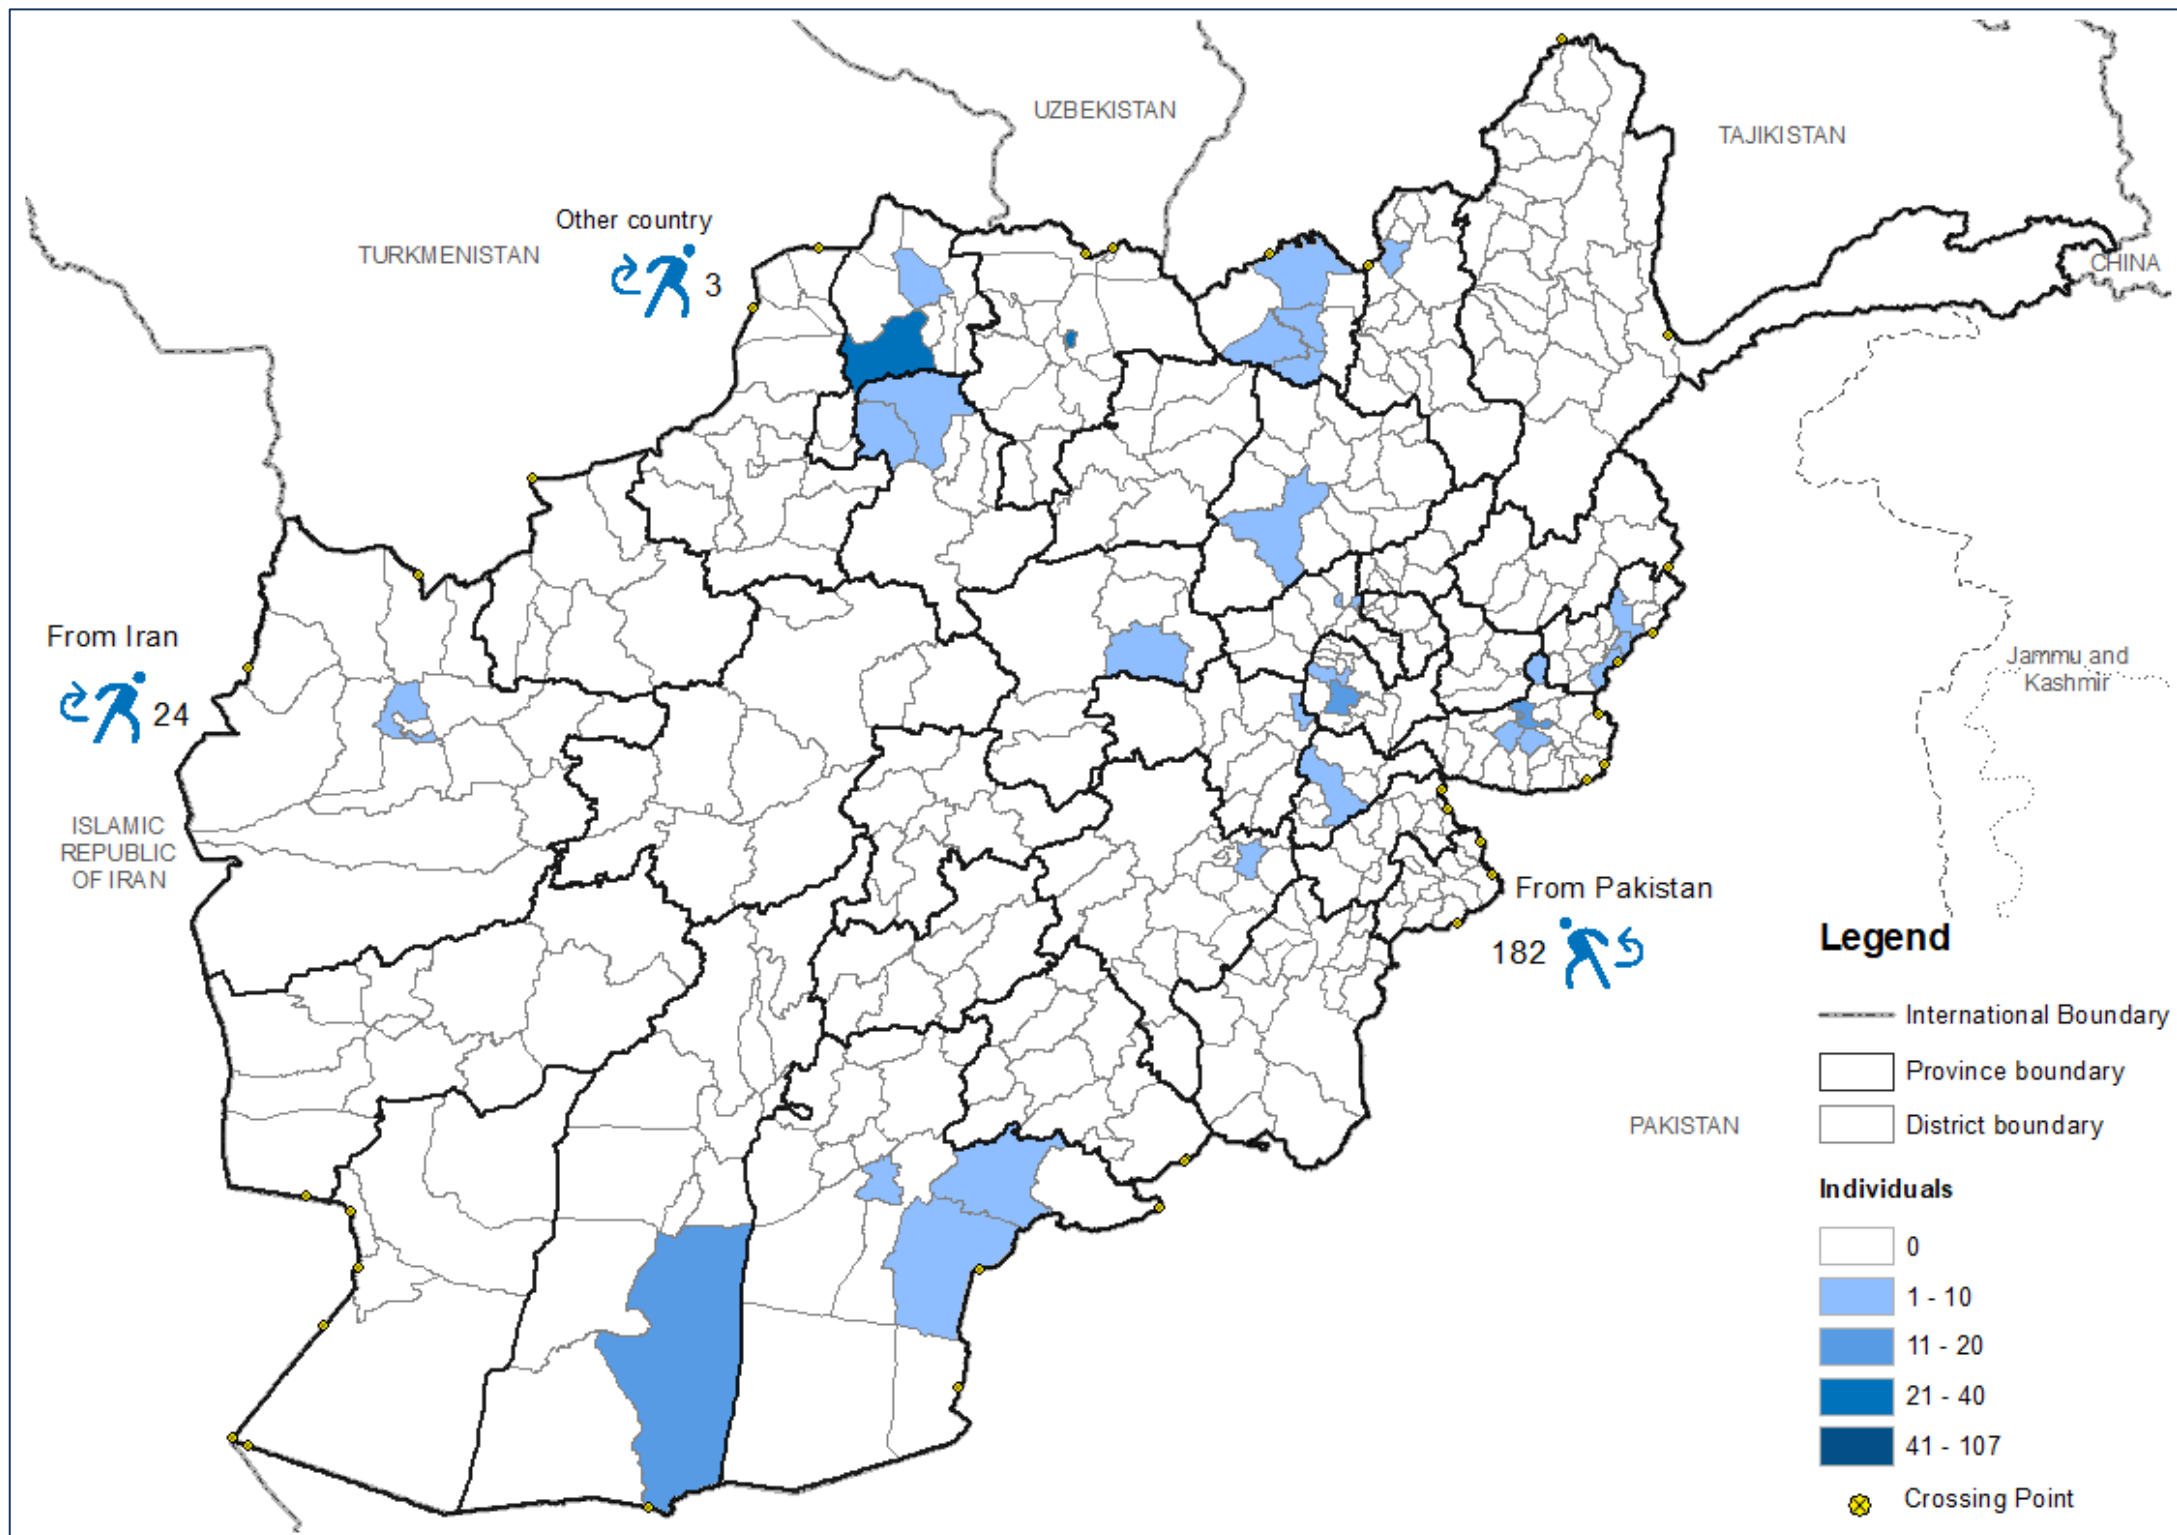 UZBEKISTAN
TAJIKISTAN
Other country
TURKMENISTAN
3
CHINA
From Iran
24
Jammu and
Kashmir
ISLAMIC
REPUBLIC
OF IRAN
From Pakistan
182
PAKISTAN
Legend
International Boundary
Province boundary
District boundary
Individuals
0
1 - 10
11 - 20
21 - 40
41 - 107
Crossing Point